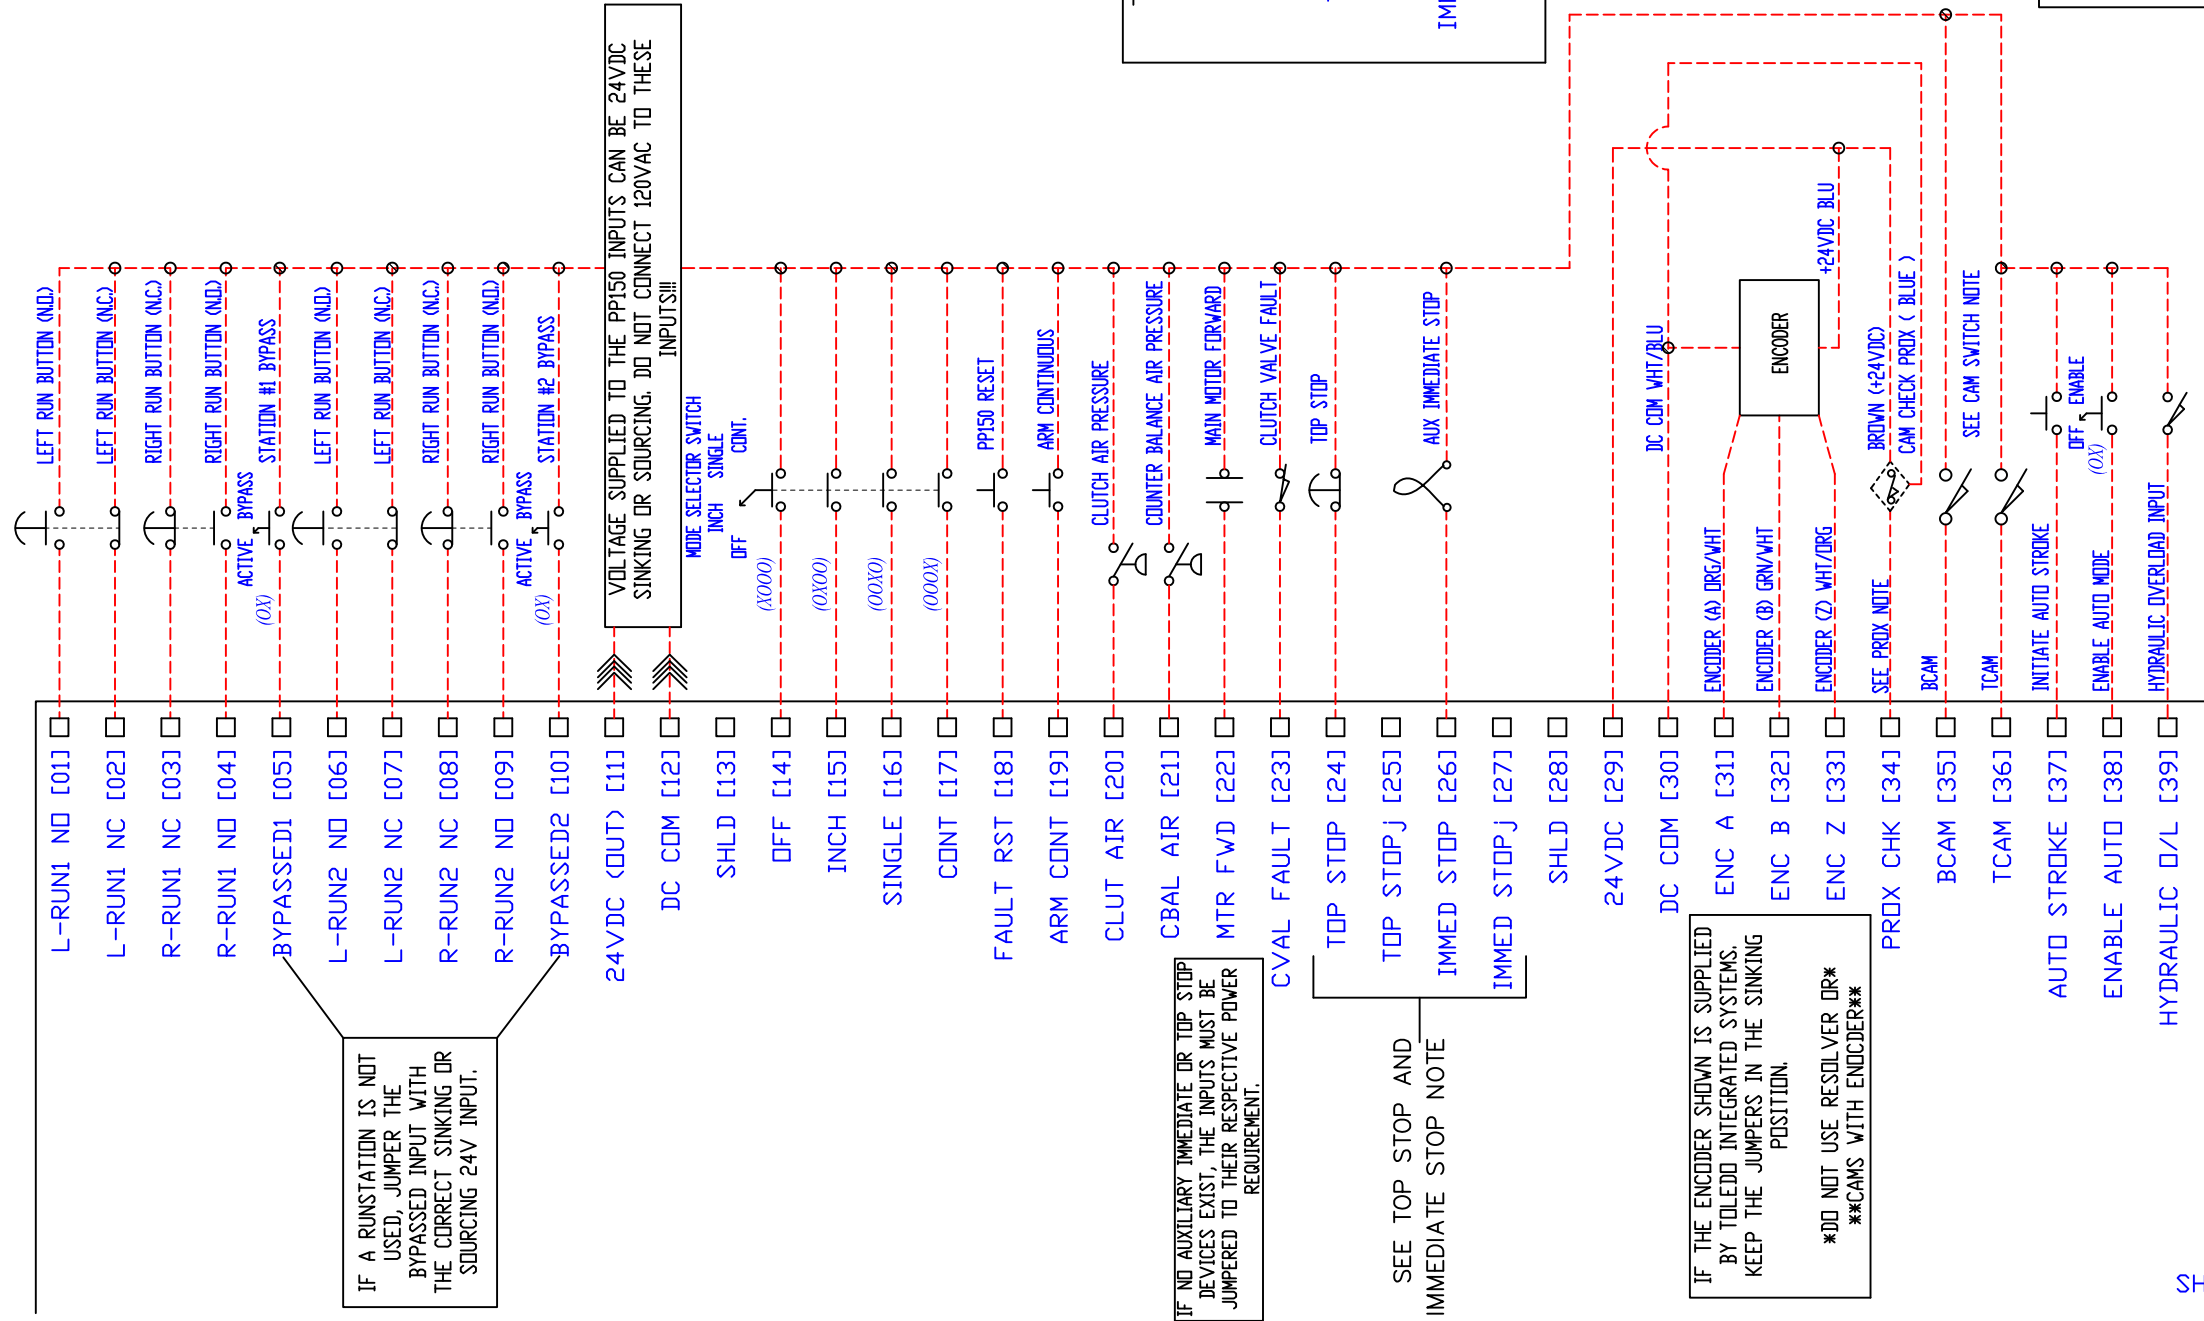 LEFT RUN BUTTON (N.O.)
LEFT RUN BUTTON (N.C.)
RIGHT RUN BUTTON (N.C.)
RIGHT RUN BUTTON (N.O.)
STATION #1 BYPASS
ACTIVE BYPASS
(OX)
LEFT RUN BUTTON (N.O.)
LEFT RUN BUTTON (N.C.)
RIGHT RUN BUTTON (N.C.)
RIGHT RUN BUTTON (N.O.)
STATION #2 BYPASS
ACTIVE BYPASS
(OX)
VOLTAGE SUPPLIED TO THE PP150 INPUTS CAN BE 24VDC
SINKING OR SOURCING. DO NOT CONNECT 120VAC TO THESE
INPUTS!!!
MODE SELECTOR SWITCH
INCH SINGLE
OFF CONT.
(XOOO)
(OXOO)
(OOXO)
(OOOX)
PP150 RESET
ARM CONTINUOUS
CLUTCH AIR PRESSURE
COUNTER BALANCE AIR PRESSURE
MAIN MOTOR FORWARD
CLUTCH VALVE FAULT
TOP STOP
AUX IMMEDIATE STOP
DC COM WHT/BLU
ENCODER
+24VDC BLU
ENCODER (A) ORG/WHT
ENCODER (B) GRN/WHT
ENCODER (Z) WHT/ORG
BROWN (+24VDC)
CAM CHECK PROX ( BLUE )
SEE PROX NOTE
BCAM
SEE CAM SWITCH NOTE
TCAM
INITIATE AUTO STROKE
OFF ENABLE
(OX)
ENABLE AUTO MODE
HYDRAULIC OVERLOAD INPUT
L-RUN1 NO [01]
L-RUN1 NC [02]
R-RUN1 NC [03]
R-RUN1 NO [04]
BYPASSED1 [05]
L-RUN2 NO [06]
L-RUN2 NC [07]
R-RUN2 NC [08]
R-RUN2 NO [09]
BYPASSED2 [10]
24VDC (OUT) [11]
DC COM [12]
SHLD [13]
OFF [14]
INCH [15]
SINGLE [16]
CONT [17]
FAULT RST [18]
ARM CONT [19]
CLUT AIR [20]
CBAL AIR [21]
MTR FWD [22]
CVAL FAULT [23]
TOP STOP [24]
TOP STOPj [25]
IMMED STOP [26]
IMMED STOPj [27]
SHLD [28]
24VDC [29]
DC COM [30]
ENC A [31]
ENC B [32]
ENC Z [33]
PROX CHK [34]
BCAM [35]
TCAM [36]
AUTO STROKE [37]
ENABLE AUTO [38]
HYDRAULIC O/L [39]
IF A RUNSTATION IS NOT
USED, JUMPER THE
BYPASSED INPUT WITH
THE CORRECT SINKING OR
SOURCING 24V INPUT.
IF NO AUXILIARY IMMEDIATE OR TOP STOP
DEVICES EXIST, THE INPUTS MUST BE
JUMPERED TO THEIR RESPECTIVE POWER
REQUIREMENT.
SEE TOP STOP AND
IMMEDIATE STOP NOTE
IF THE ENCODER SHOWN IS SUPPLIED
BY TOLEDO INTEGRATED SYSTEMS,
KEEP THE JUMPERS IN THE SINKING
POSITION.
*DO NOT USE RESOLVER OR*
**CAMS WITH ENOCDER**